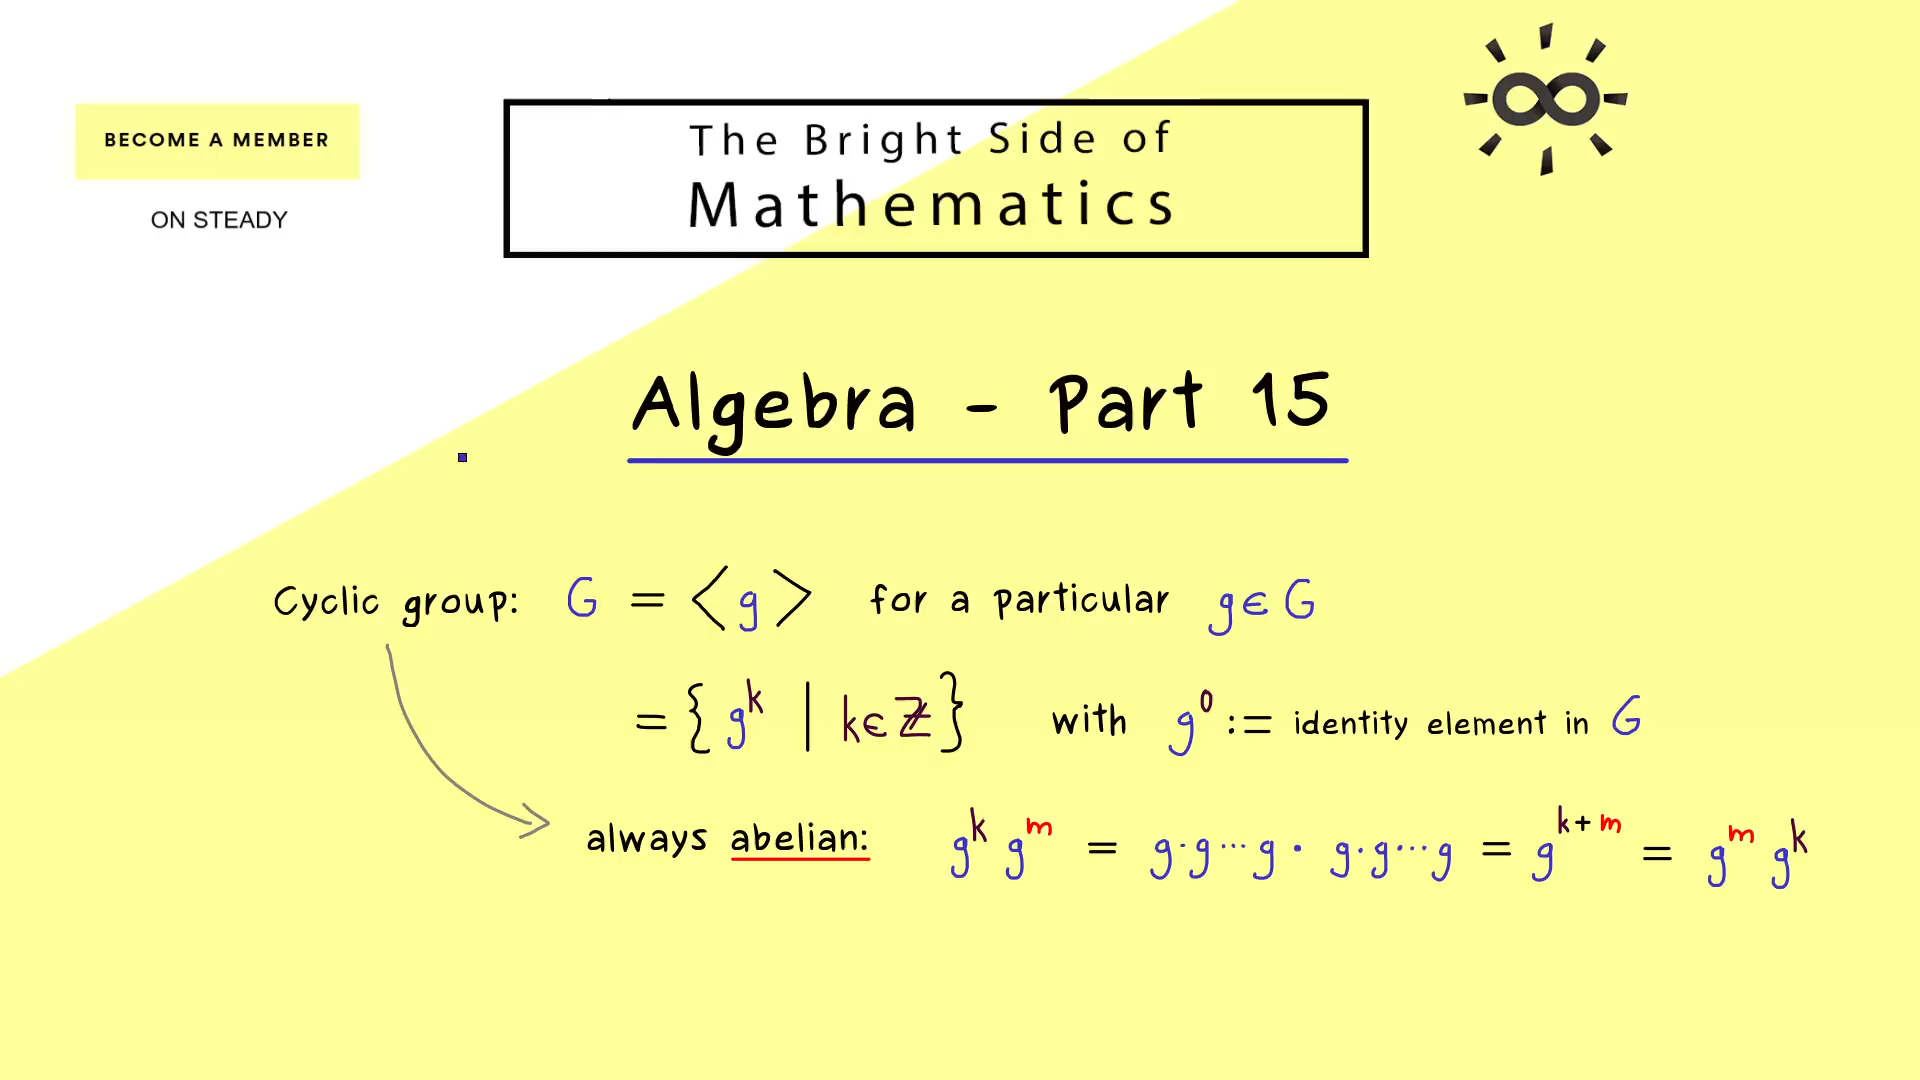 BECOME A MEMBER
ON STEADY
The Bright Side of
Mathematics
Algebra - Part 15
Cyclic group: G = <g> for a particular g∈G
= { g^k | k∈ℤ } with g^0 := identity element in G
always abelian: g^k g^m = g·g···g · g·g···g = g^{k+m} = g^m g^k